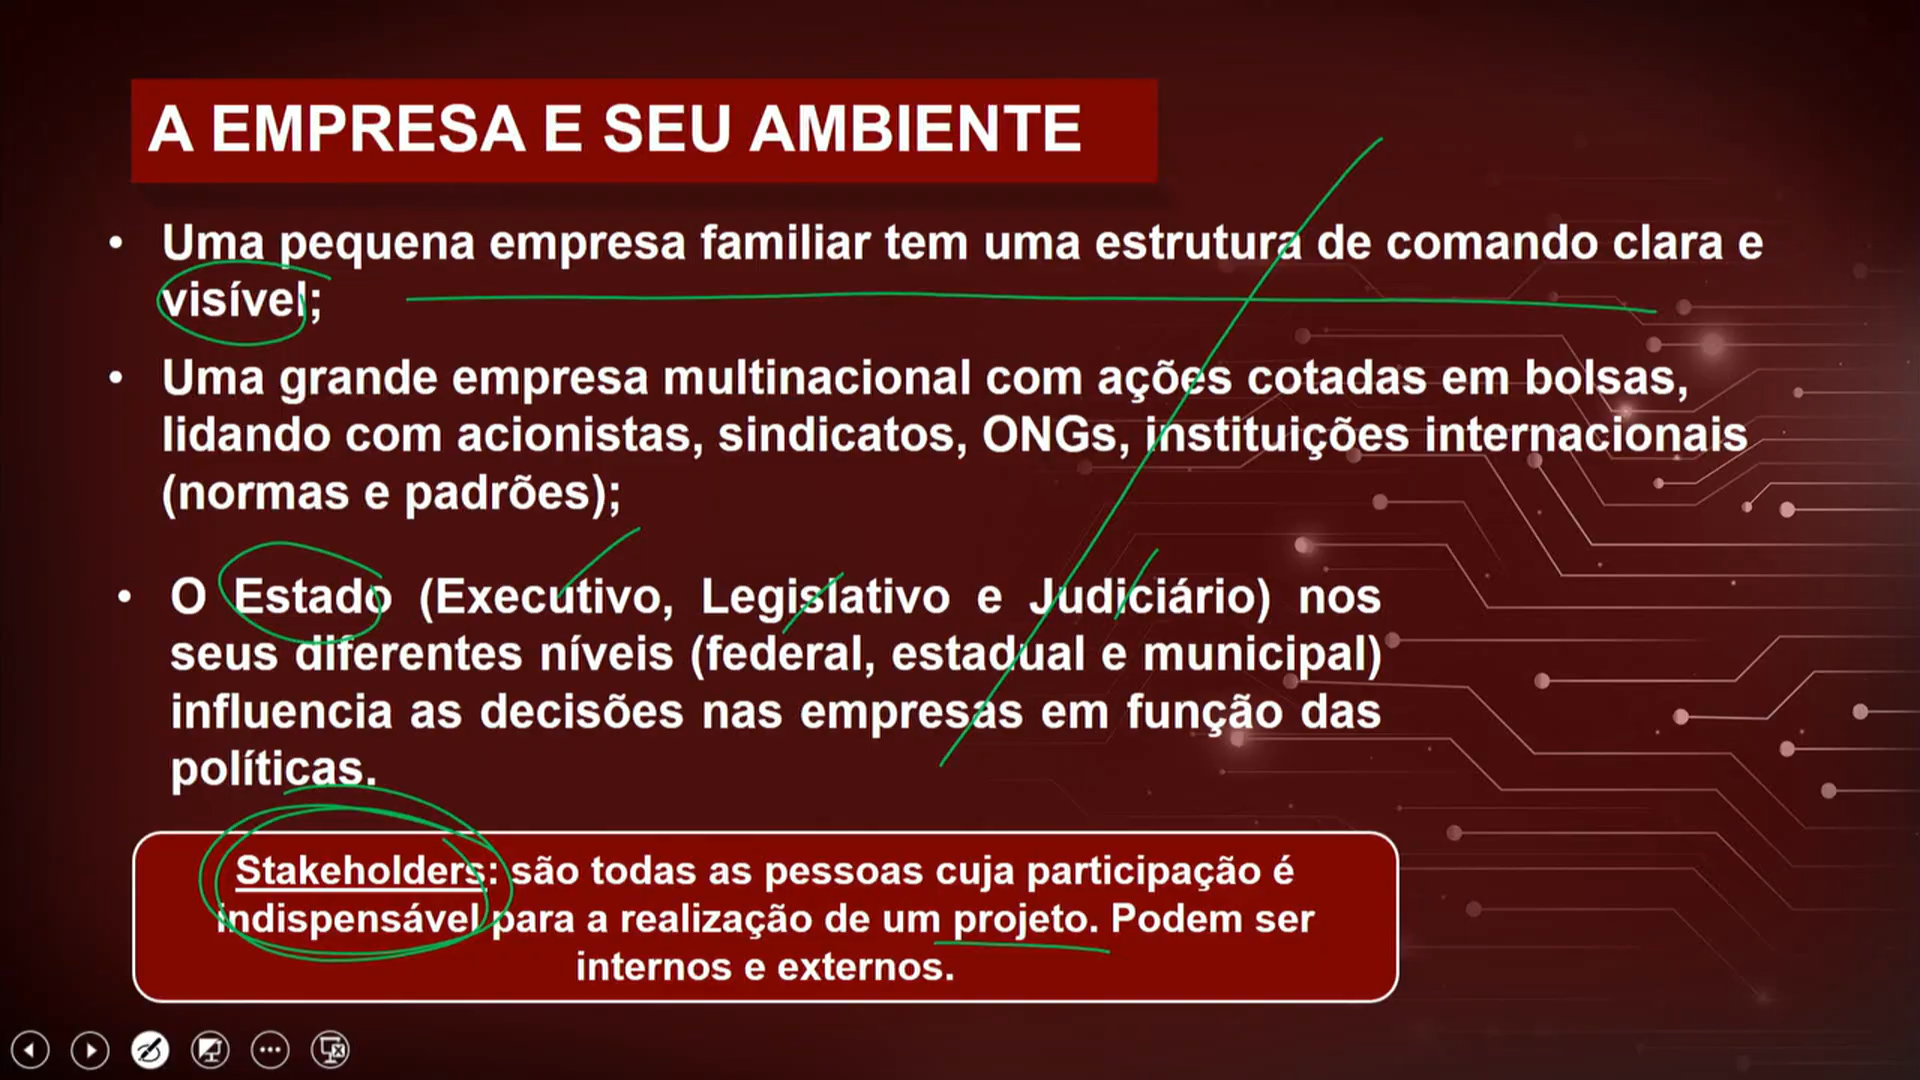 A EMPRESA E SEU AMBIENTE
• Uma pequena empresa familiar tem uma estrutura de comando clara e
visível;
• Uma grande empresa multinacional com ações cotadas em bolsas,
lidando com acionistas, sindicatos, ONGs, instituições internacionais
(normas e padrões);
• O Estado (Executivo, Legislativo e Judiciário) nos
seus diferentes níveis (federal, estadual e municipal)
influencia as decisões nas empresas em função das
políticas.
Stakeholders: são todas as pessoas cuja participação é
indispensável para a realização de um projeto. Podem ser
internos e externos.